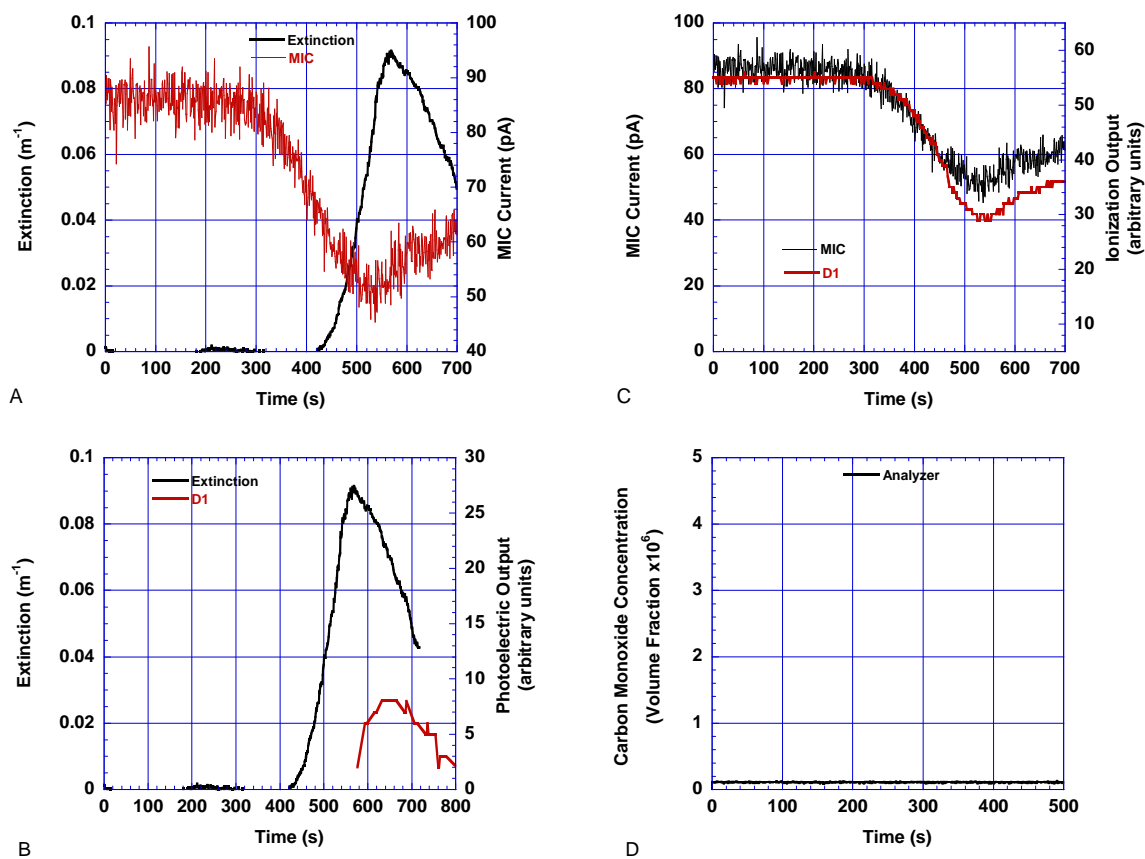 0.1
0.08
0.06
0.04
0.02
0
Extinction (m-1)
100
90
80
70
60
50
40
MIC Current (pA)
Extinction
MIC
0 100 200 300 400 500 600 700
Time (s)
A
100
80
60
40
20
0
MIC Current (pA)
60
50
40
30
20
10
Ionization Output
(arbitrary units)
MIC
D1
0 100 200 300 400 500 600 700
Time (s)
C
0.1
0.08
0.06
0.04
0.02
0
Extinction (m-1)
30
25
20
15
10
5
0
Photoelectric Output
(arbitrary units)
Extinction
D1
0 100 200 300 400 500 600 700 800
Time (s)
B
5
4
3
2
1
0
Carbon Monoxide Concentration
(Volume Fraction x10^6)
Analyzer
0 100 200 300 400 500
Time (s)
D